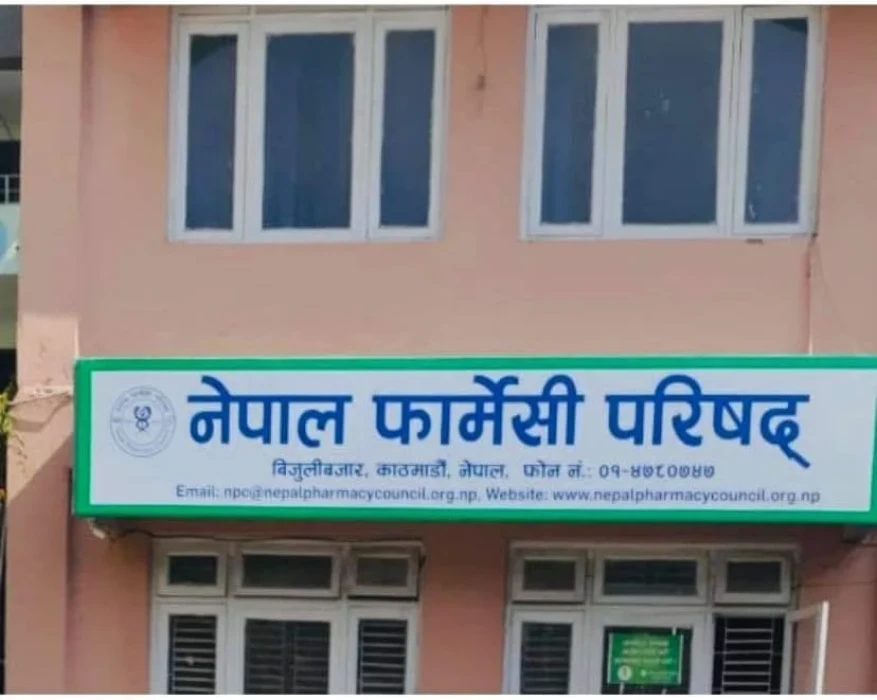 नेपाल फार्मेसी परिषद्
बिजुलीबजार, काठमाडौं, नेपाल, फोन नं.: ०१-४७८०७४७
Email: npc@nepalpharmacycouncil.org.np, Website: www.nepalpharmacycouncil.org.np